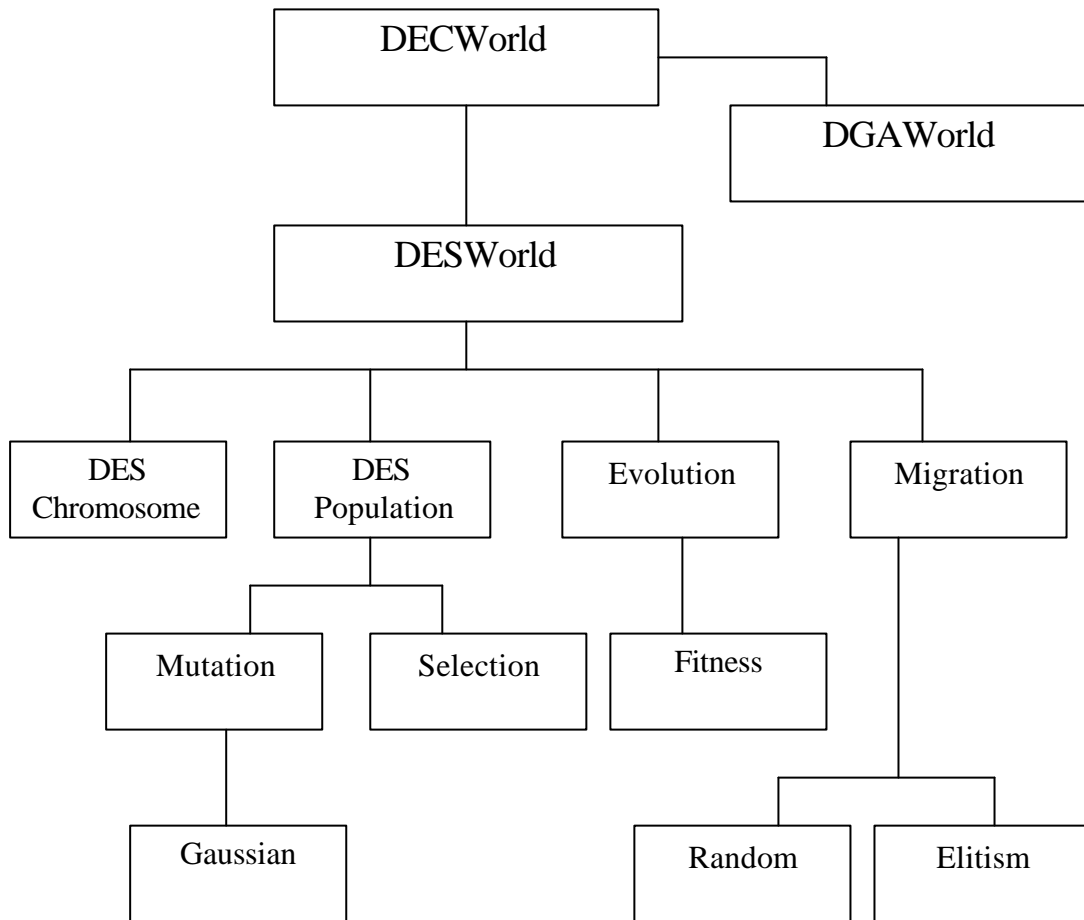 DECWorld
DGAWorld
DESWorld
DES
Chromosome
DES
Population
Evolution
Migration
Mutation
Selection
Fitness
Gaussian
Random
Elitism